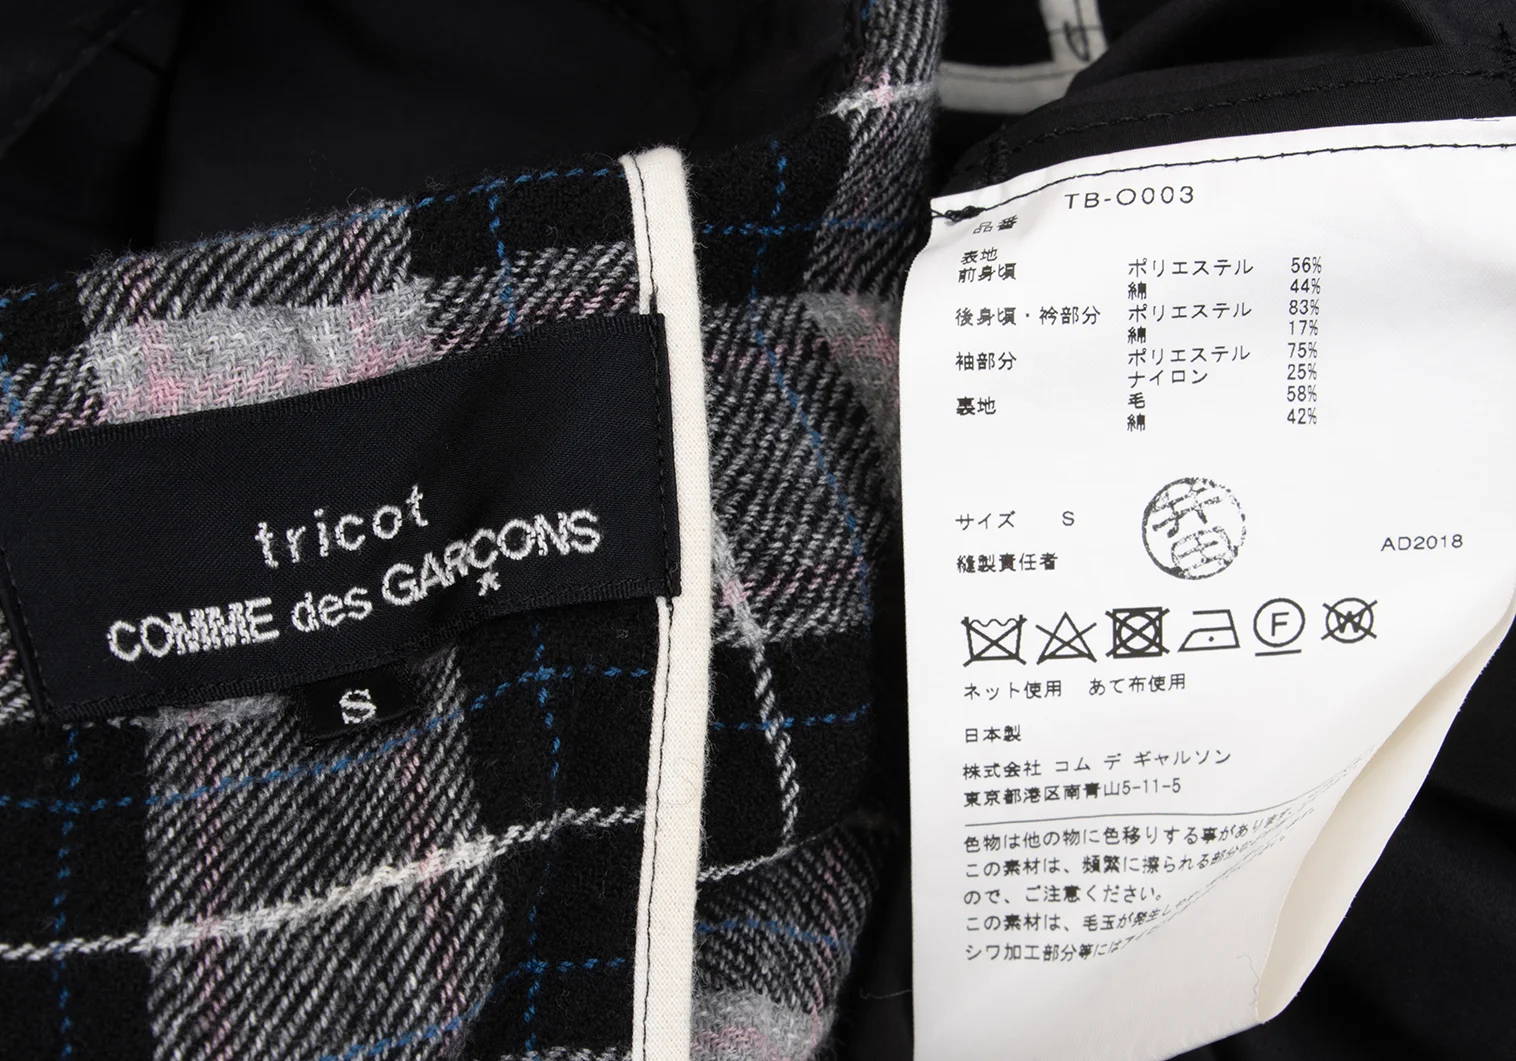 tricot
COMME des GARÇONS
S
TB-O003
品番
表地
前身頃 ポリエステル 56%
綿 44%
後身頃・衿部分 ポリエステル 83%
綿 17%
袖部分 ポリエステル 75%
ナイロン 25%
裏地 毛 58%
綿 42%
サイズ S
縫製責任者
AD2018
F W
ネット使用 あて布使用
日本製
株式会社 コム デ ギャルソン
東京都港区南青山5-11-5
色物は他の物に色移りする事があります。
この素材は、頻繁に擦られる部分
ので、ご注意ください。
この素材は、毛玉が発生し
シワ加工部分等にはアイ